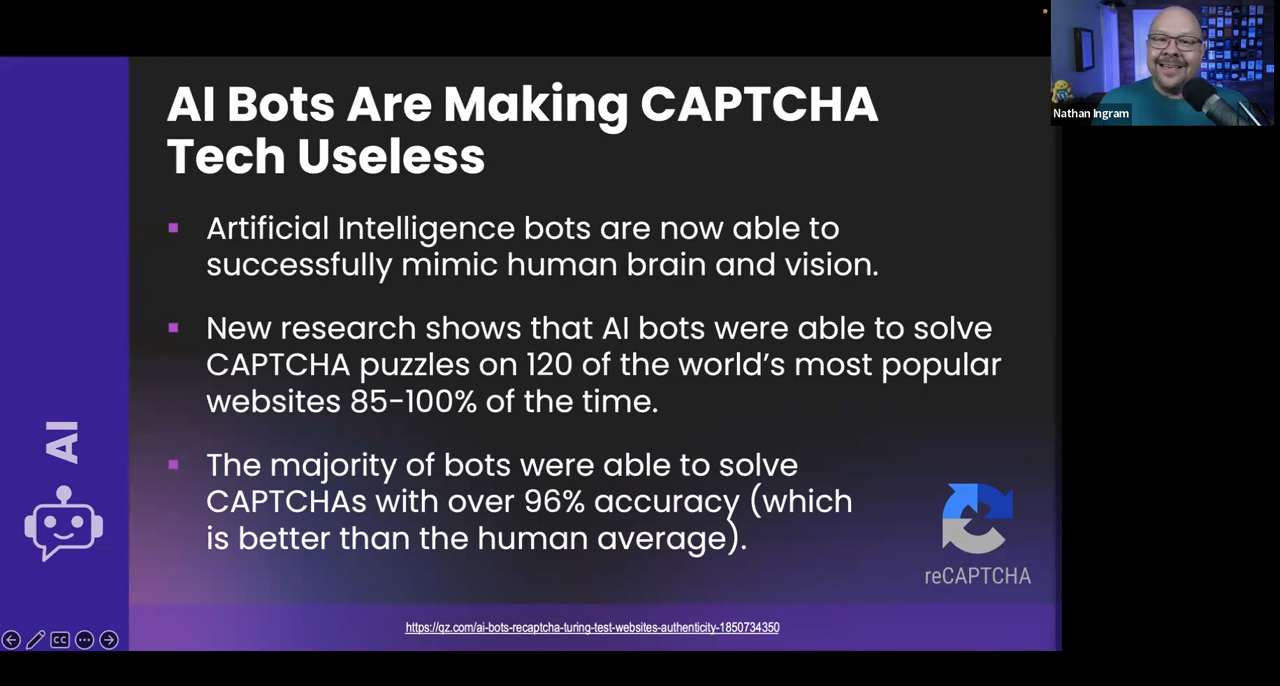 Nathan Ingram
AI Bots Are Making CAPTCHA
Tech Useless
Artificial Intelligence bots are now able to
successfully mimic human brain and vision.
New research shows that AI bots were able to solve
CAPTCHA puzzles on 120 of the world's most popular
websites 85-100% of the time.
The majority of bots were able to solve
CAPTCHAs with over 96% accuracy (which
is better than the human average).
AI
reCAPTCHA
https://qz.com/ai-bots-recaptcha-turing-test-websites-authenticity-1850734350
CC